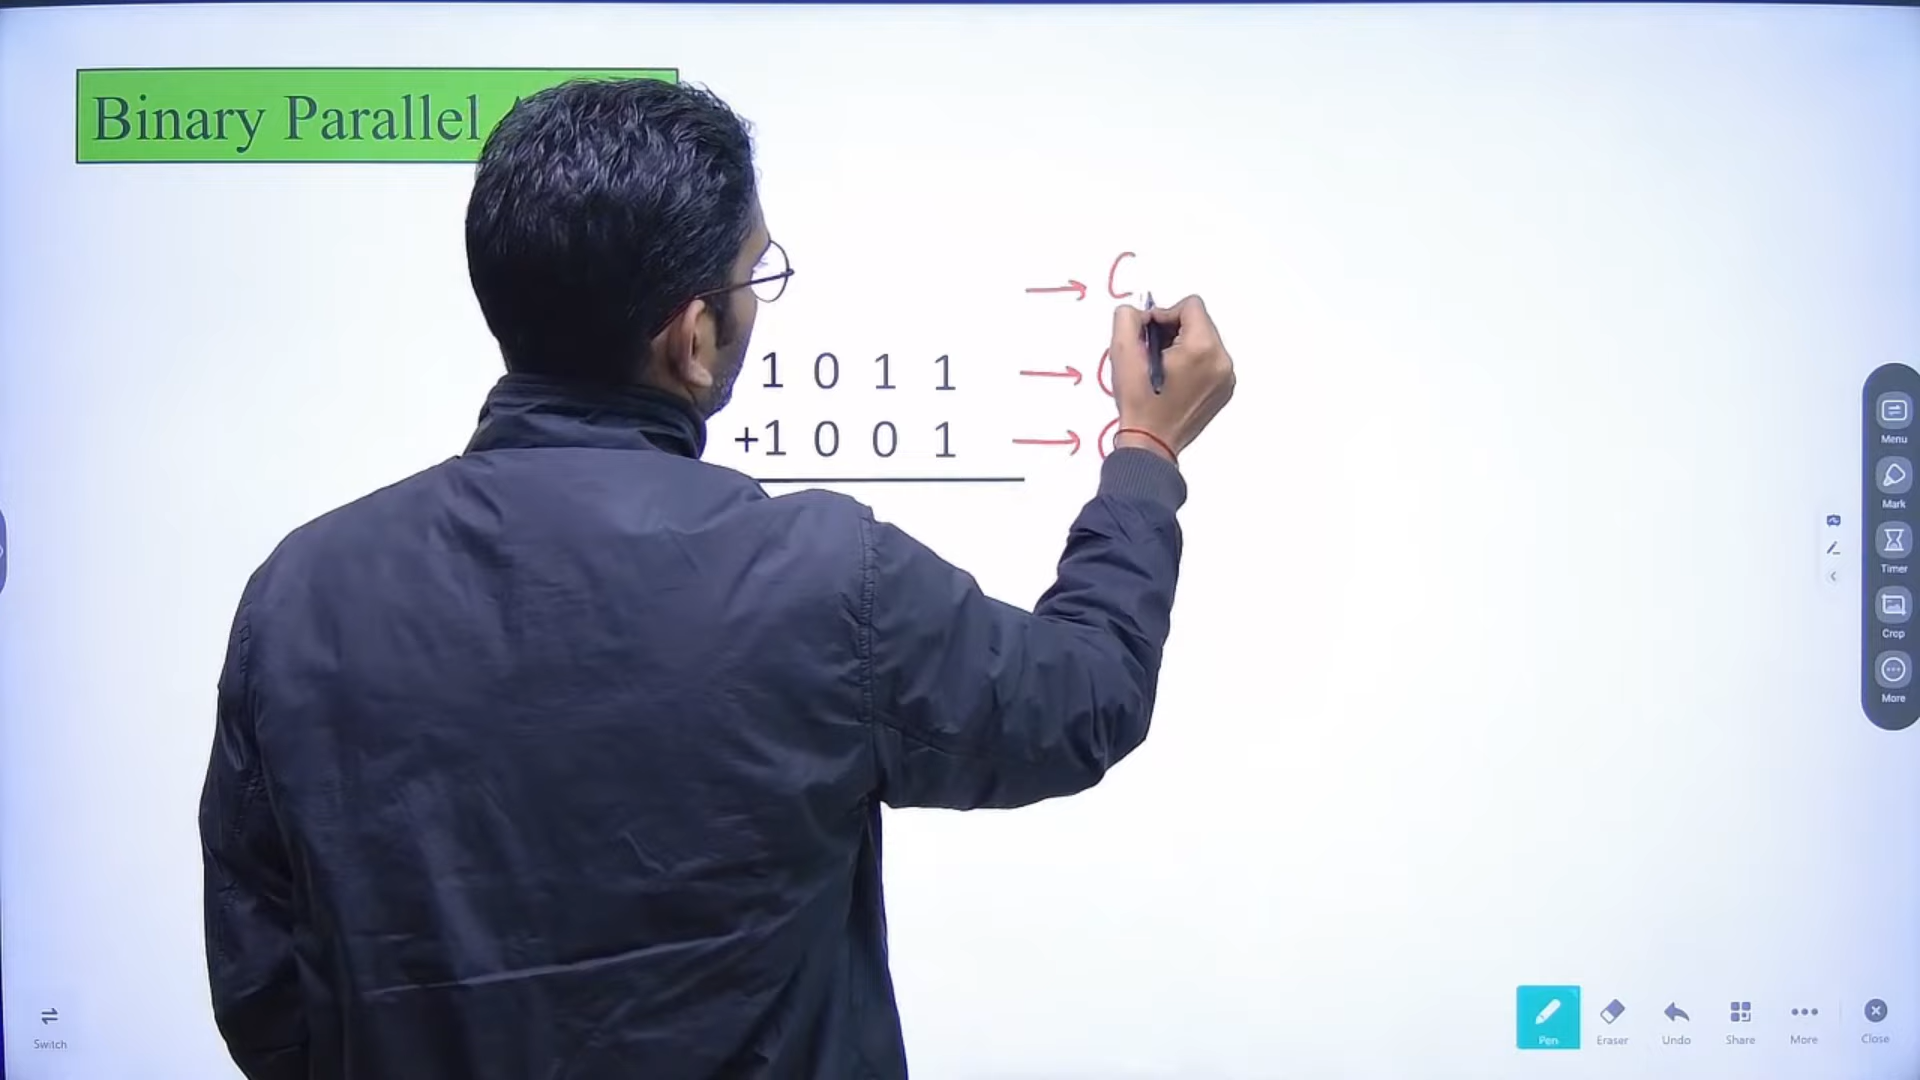 Binary Parallel
→ C
1 0 1 1 →
+1 0 0 1 →
Menu
Mark
Timer
Crop
More
Switch
Pen
Eraser
Undo
Share
More
Close